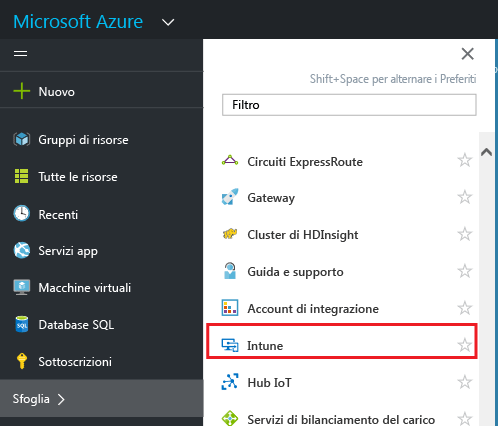 Microsoft Azure
Nuovo
Gruppi di risorse
Tutte le risorse
Recenti
Servizi app
Macchine virtuali
Database SQL
Sottoscrizioni
Sfoglia
Shift+Space per alternare i Preferiti
Filtro
Circuiti ExpressRoute
Gateway
Cluster di HDInsight
Guida e supporto
Account di integrazione
Intune
Hub IoT
Servizi di bilanciamento del carico